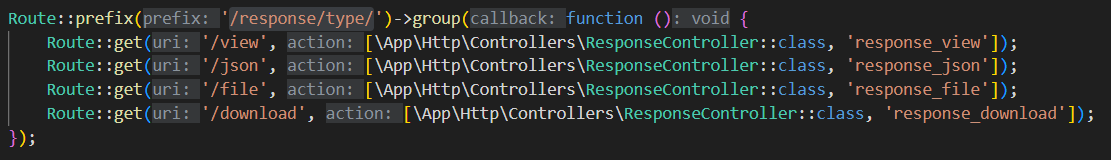 Route::prefix(prefix: '/response/type/')->group(callback: function (): void {
    Route::get(uri: '/view', action: [\App\Http\Controllers\ResponseController::class, 'response_view']);
    Route::get(uri: '/json', action: [\App\Http\Controllers\ResponseController::class, 'response_json']);
    Route::get(uri: '/file', action: [\App\Http\Controllers\ResponseController::class, 'response_file']);
    Route::get(uri: '/download', action: [\App\Http\Controllers\ResponseController::class, 'response_download']);
});